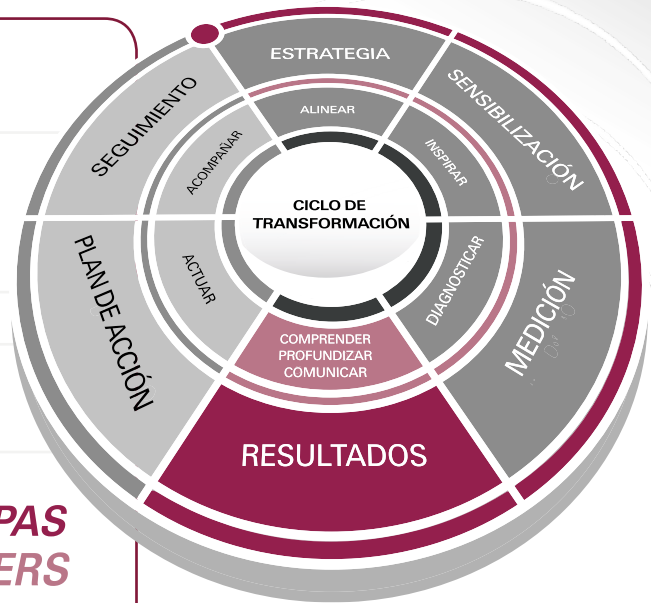 ESTRATEGIA
ALINEAR
SENSIBILIZACIÓN
INSPIRAR
MEDICIÓN
DIAGNOSTICAR
RESULTADOS
COMPRENDER
PROFUNDIZAR
COMUNICAR
PLAN DE ACCIÓN
ACTUAR
SEGUIMIENTO
ACOMPAÑAR
CICLO DE
TRANSFORMACIÓN
PAS
ERS